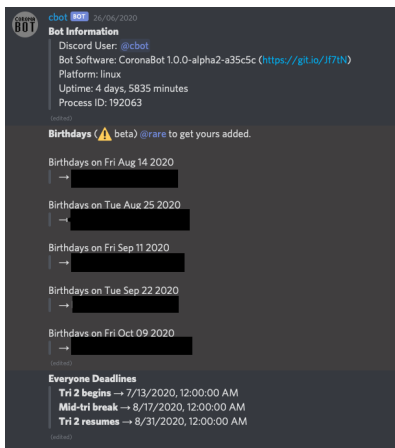 CORONA
BOT
cbot BOT 26/06/2020
Bot Information
Discord User: @cbot
Bot Software: CoronaBot 1.0.0-alpha2-a35c5c (https://git.io/Jf7tN)
Platform: linux
Uptime: 4 days, 5835 minutes
Process ID: 192063
(edited)
Birthdays (⚠ beta) @rare to get yours added.
Birthdays on Fri Aug 14 2020
→
Birthdays on Tue Aug 25 2020
→
Birthdays on Fri Sep 11 2020
→
Birthdays on Tue Sep 22 2020
→
Birthdays on Fri Oct 09 2020
→
(edited)
Everyone Deadlines
Tri 2 begins → 7/13/2020, 12:00:00 AM
Mid-tri break → 8/17/2020, 12:00:00 AM
Tri 2 resumes → 8/31/2020, 12:00:00 AM
(edited)